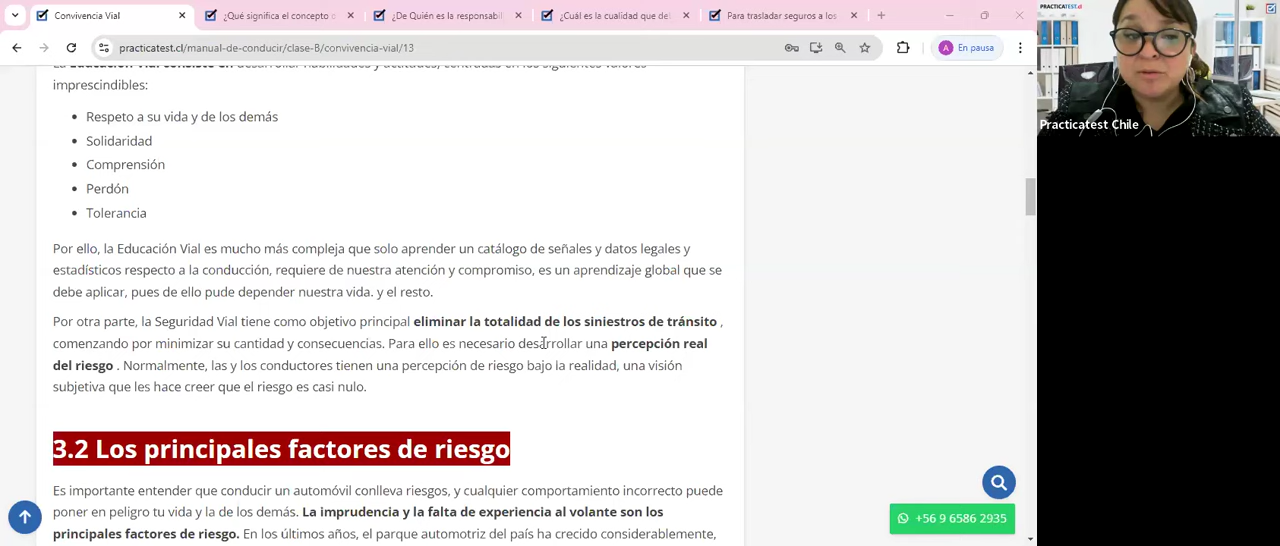 Convivencia Vial
¿Qué significa el concepto d
¿De Quién es la responsabil
¿Cuál es la cualidad que del
Para trasladar seguros a los
practicatest.cl/manual-de-conducir/clase-B/convivencia-vial/13
A
En pausa
imprescindibles:
• Respeto a su vida y de los demás
• Solidaridad
• Comprensión
• Perdón
• Tolerancia
Por ello, la Educación Vial es mucho más compleja que solo aprender un catálogo de señales y datos legales y
estadísticos respecto a la conducción, requiere de nuestra atención y compromiso, es un aprendizaje global que se
debe aplicar, pues de ello pude depender nuestra vida. y el resto.
Por otra parte, la Seguridad Vial tiene como objetivo principal eliminar la totalidad de los siniestros de tránsito ,
comenzando por minimizar su cantidad y consecuencias. Para ello es necesario desarrollar una percepción real
del riesgo . Normalmente, las y los conductores tienen una percepción de riesgo bajo la realidad, una visión
subjetiva que les hace creer que el riesgo es casi nulo.
3.2 Los principales factores de riesgo
Es importante entender que conducir un automóvil conlleva riesgos, y cualquier comportamiento incorrecto puede
poner en peligro tu vida y la de los demás. La imprudencia y la falta de experiencia al volante son los
principales factores de riesgo. En los últimos años, el parque automotriz del país ha crecido considerablemente,
+56 9 6586 2935
PRACTICATEST.cl
Practicatest Chile